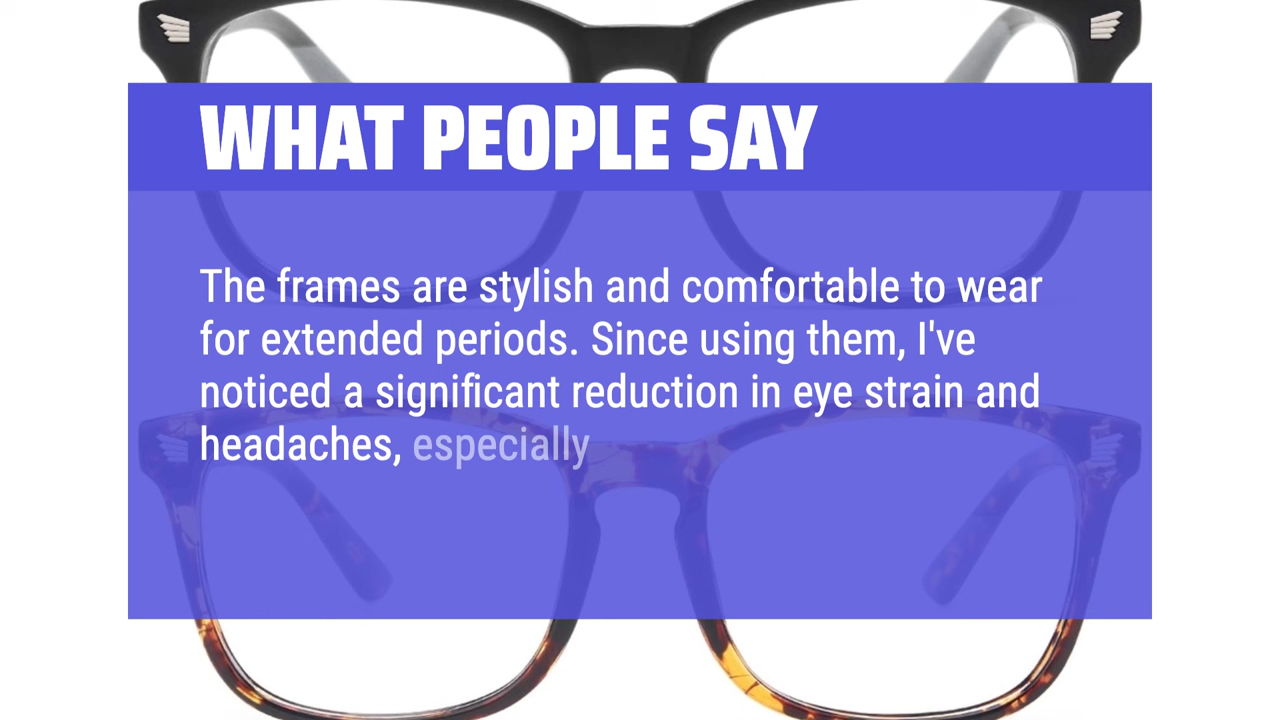 WHAT PEOPLE SAY
The frames are stylish and comfortable to wear
for extended periods. Since using them, I've
noticed a significant reduction in eye strain and
headaches, especially